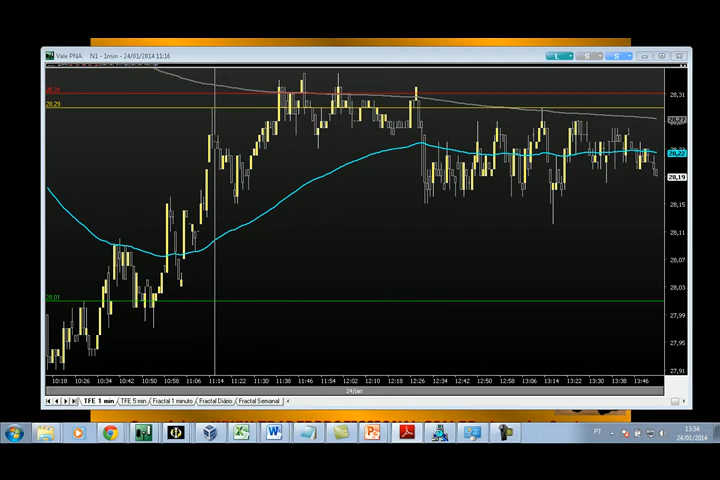 Vale PNA   N1 - 1min - 24/01/2014 11:16
L S S
28,31
28,31
28,29
28,27
28,22
28,19
28,15
28,11
28,07
28,01
28,03
27,99
27,95
27,91
10:18 10:26 10:34 10:42 10:50 10:58 11:06 11:14 11:22 11:30 11:38 11:46 11:54 12:02 12:10 12:18 12:26 12:34 12:42 12:50 12:58 13:06 13:14 13:22 13:30 13:38 13:46
24/jan
TFE 1 min TFE 5 min Fractal 1 minuto Fractal Diário Fractal Semanal
PT
13:54
24/01/2014